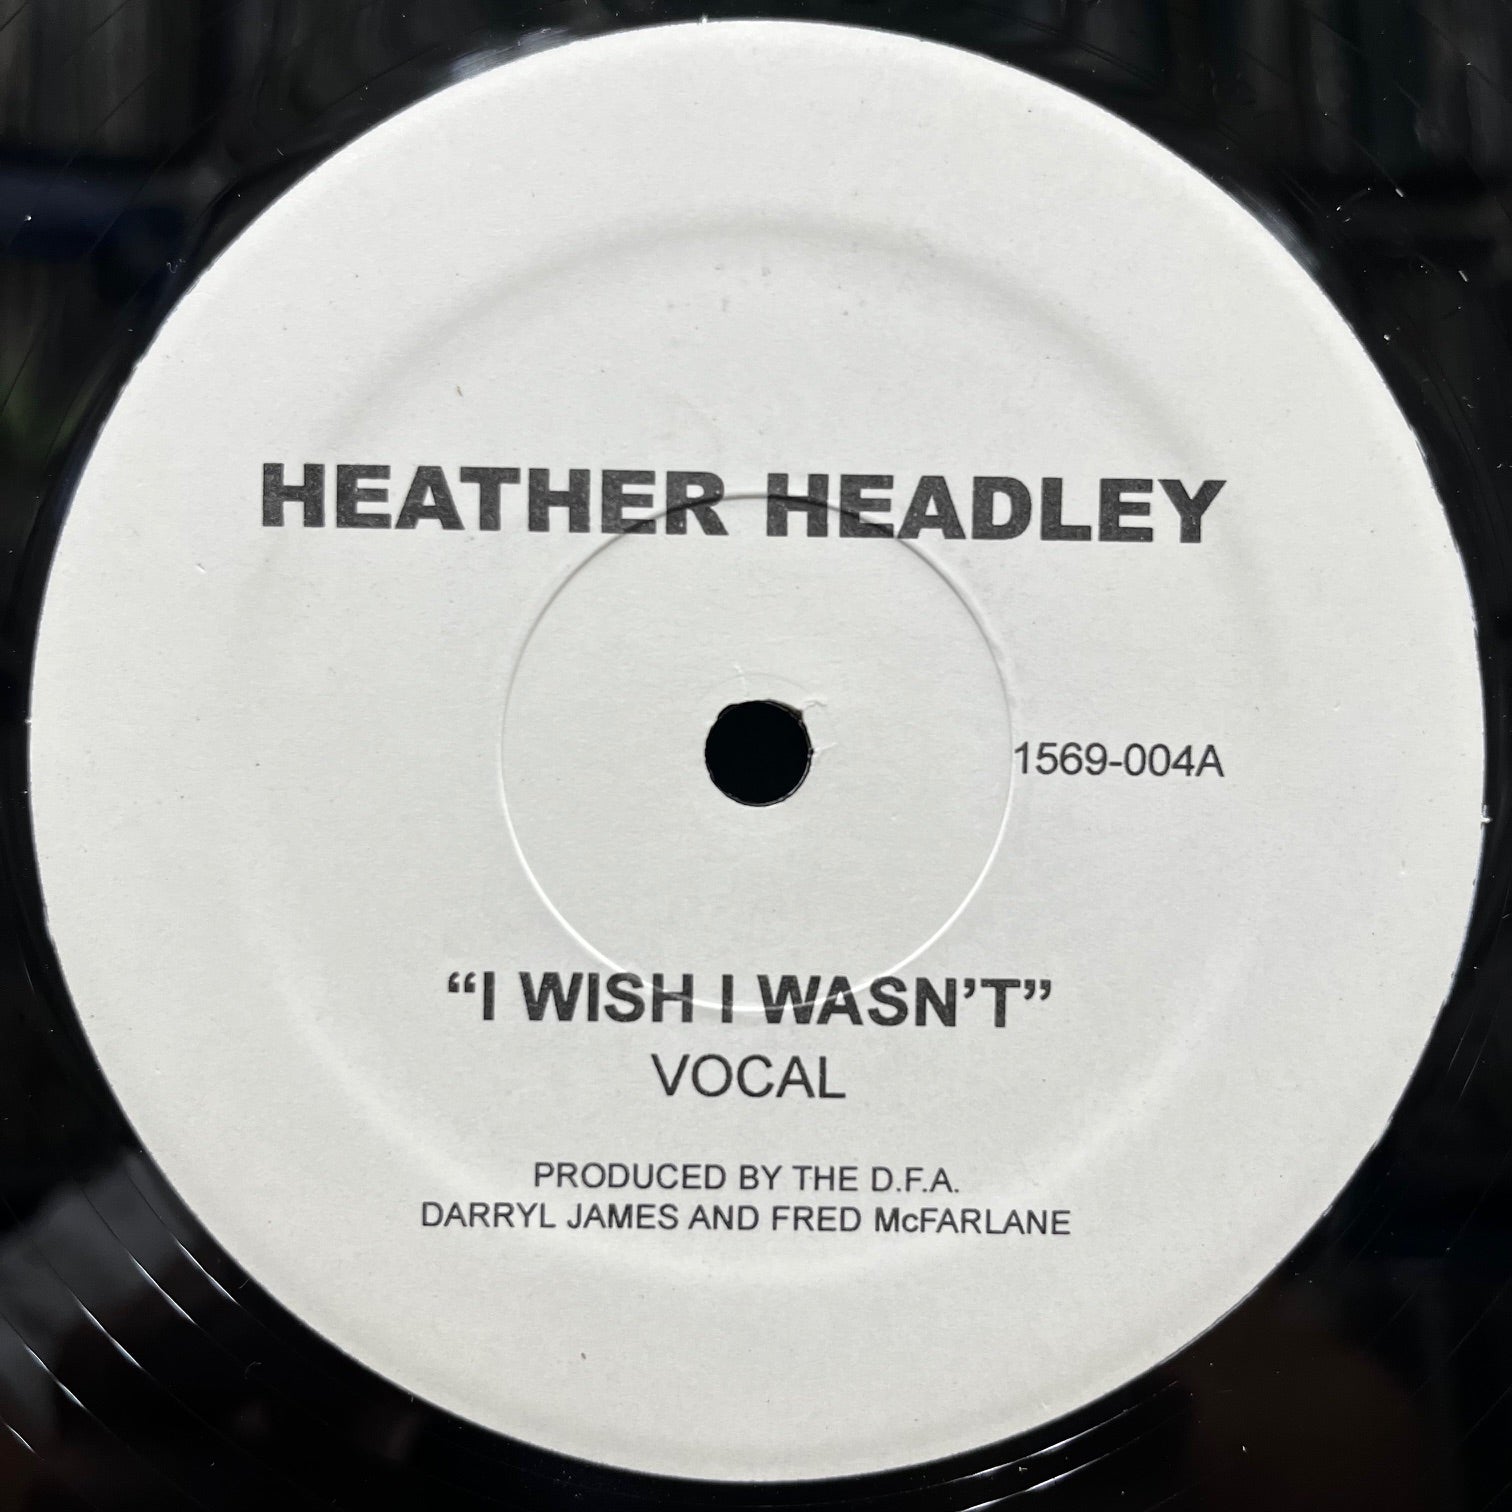 HEATHER HEADLEY
1569-004A
“I WISH I WASN’T”
VOCAL
PRODUCED BY THE D.F.A.
DARRYL JAMES AND FRED McFARLANE